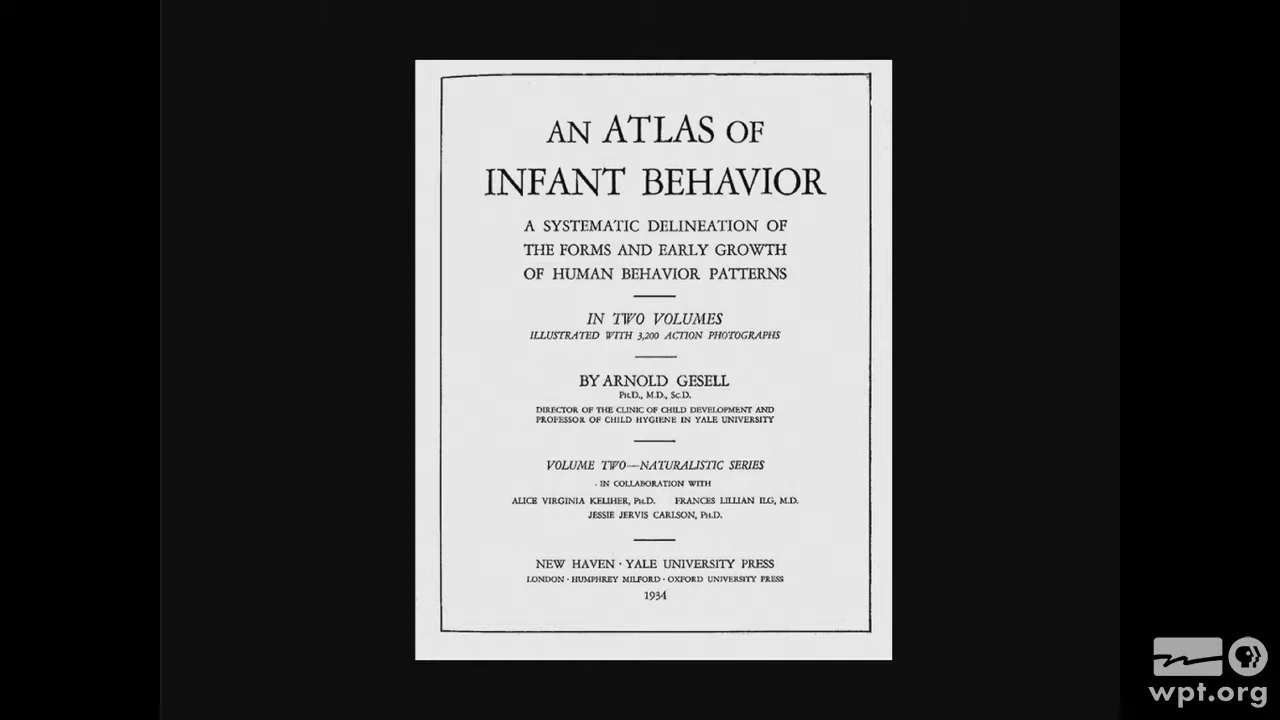 AN ATLAS OF
INFANT BEHAVIOR
A SYSTEMATIC DELINEATION OF
THE FORMS AND EARLY GROWTH
OF HUMAN BEHAVIOR PATTERNS
IN TWO VOLUMES
ILLUSTRATED WITH 3,200 ACTION PHOTOGRAPHS
BY ARNOLD GESELL
PH.D., M.D., SC.D.
DIRECTOR OF THE CLINIC OF CHILD DEVELOPMENT AND
PROFESSOR OF CHILD HYGIENE IN YALE UNIVERSITY
VOLUME TWO—NATURALISTIC SERIES
IN COLLABORATION WITH
ALICE VIRGINIA KELIHER, PH.D. FRANCES LILLIAN ILG, M.D.
JESSIE JERVIS CARLSON, PH.D.
NEW HAVEN · YALE UNIVERSITY PRESS
LONDON · HUMPHREY MILFORD · OXFORD UNIVERSITY PRESS
1934
wpt.org